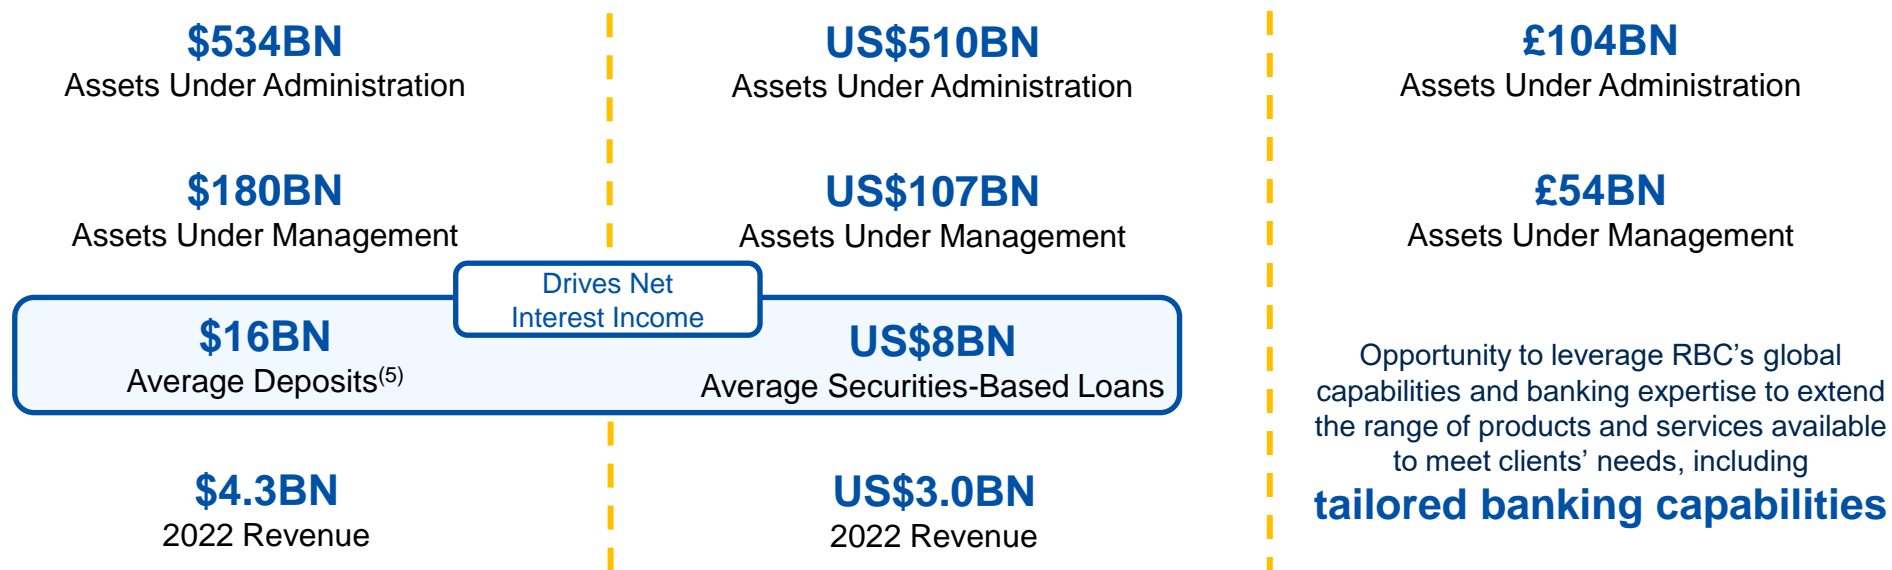 $534BN
Assets Under Administration
$180BN
Assets Under Management
US$510BN
Assets Under Administration
US$107BN
Assets Under Management
Drives Net
Interest Income
$16BN
Average Deposits(5)
US$8BN
Average Securities-Based Loans
$4.3BN
2022 Revenue
US$3.0BN
2022 Revenue
£104BN
Assets Under Administration
£54BN
Assets Under Management
Opportunity to leverage RBC’s global
capabilities and banking expertise to extend
the range of products and services available
to meet clients’ needs, including
tailored banking capabilities